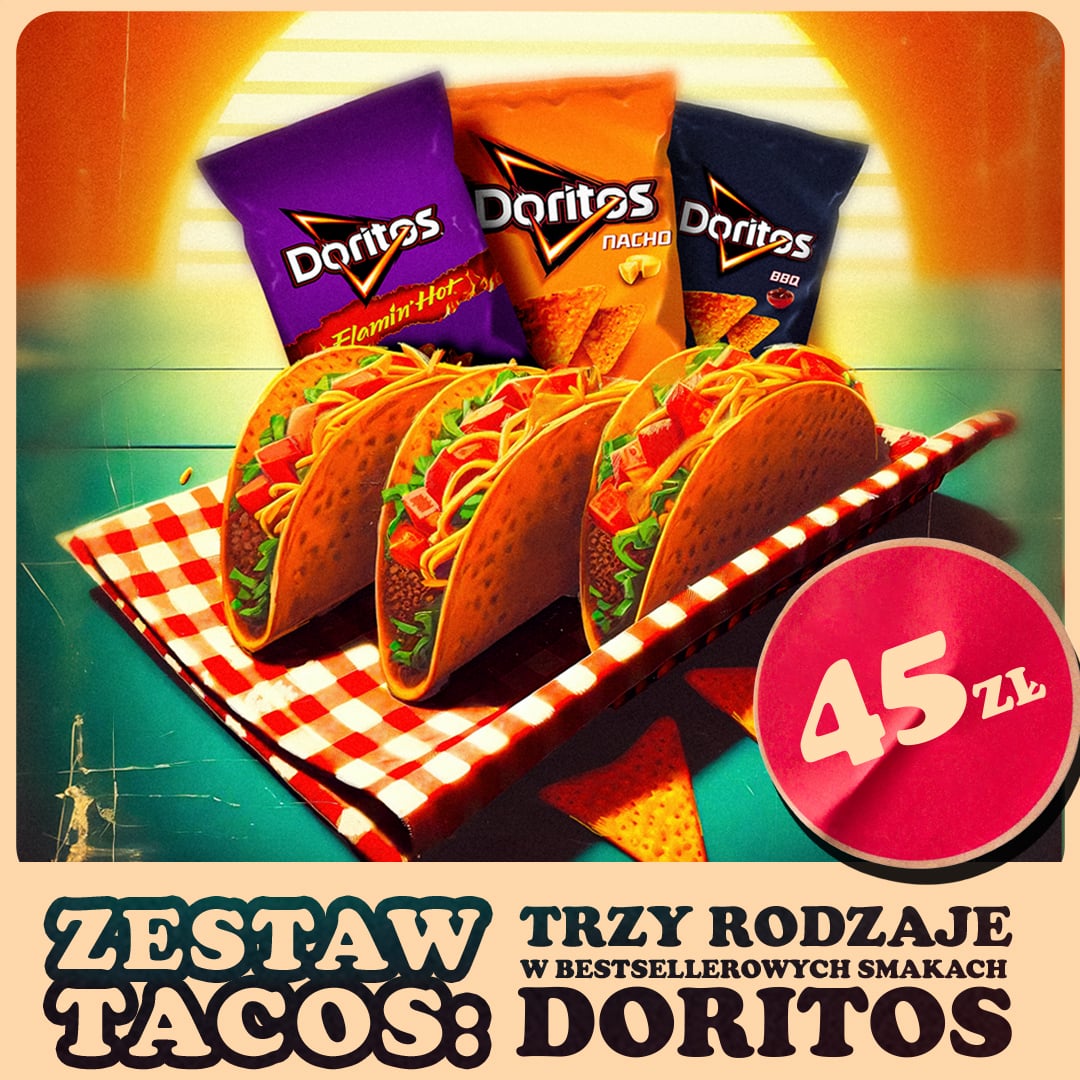 Doritos
Flamin' Hot
Doritos
NACHO
Doritos
BBQ
45 ZŁ
ZESTAW
TACOS:
TRZY RODZAJE
W BESTSELLEROWYCH SMAKACH
DORITOS